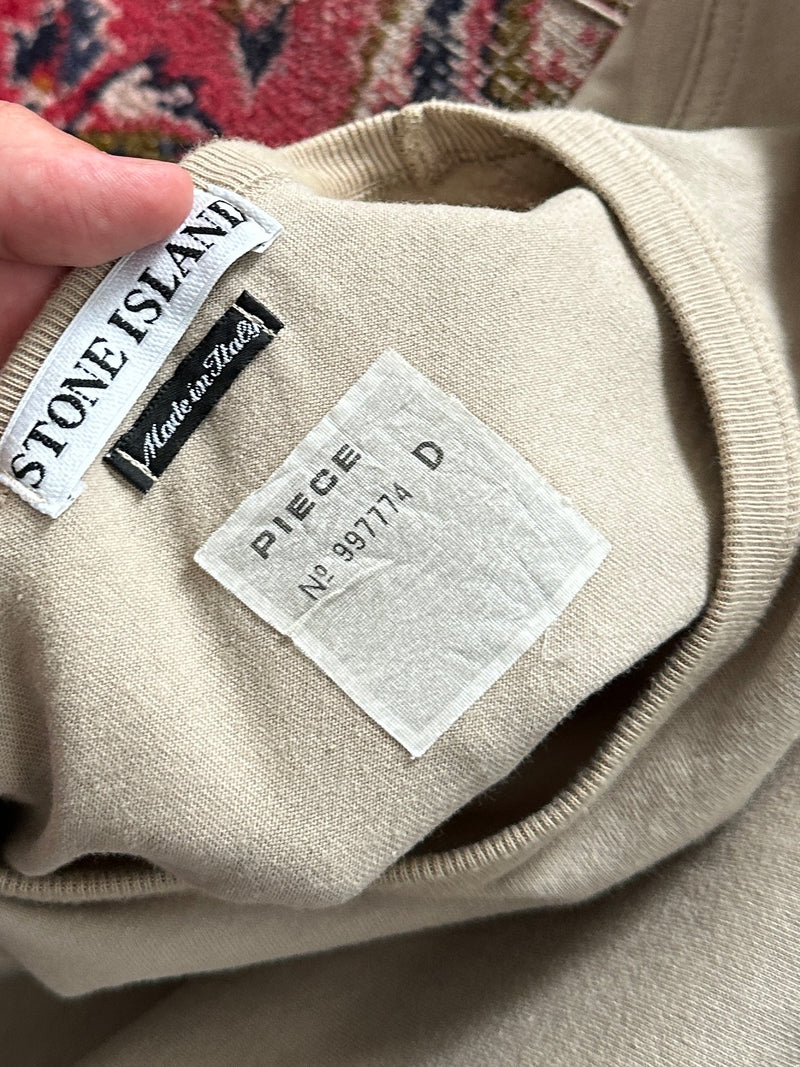 STONE ISLAND
Made in Italy
PIECE
Nº 997774 D